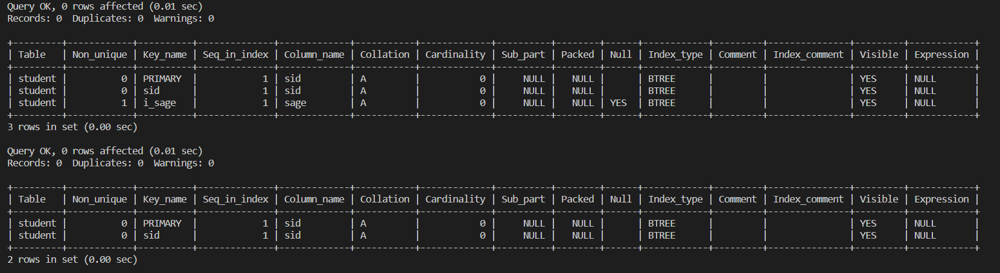 Query OK, 0 rows affected (0.01 sec)
Records: 0  Duplicates: 0  Warnings: 0
+---------+------------+----------+--------------+-------------+-----------+-------------+----------+--------+------+------------+---------+---------------+---------+------------+
| Table   | Non_unique | Key_name | Seq_in_index | Column_name | Collation | Cardinality | Sub_part | Packed | Null | Index_type | Comment | Index_comment | Visible | Expression |
+---------+------------+----------+--------------+-------------+-----------+-------------+----------+--------+------+------------+---------+---------------+---------+------------+
| student |          0 | PRIMARY  |            1 | sid         | A         |           0 |     NULL |   NULL |      | BTREE      |         |               | YES     | NULL       |
| student |          0 | sid      |            1 | sid         | A         |           0 |     NULL |   NULL |      | BTREE      |         |               | YES     | NULL       |
| student |          1 | i_sage   |            1 | sage        | A         |           0 |     NULL |   NULL | YES  | BTREE      |         |               | YES     | NULL       |
+---------+------------+----------+--------------+-------------+-----------+-------------+----------+--------+------+------------+---------+---------------+---------+------------+
3 rows in set (0.00 sec)
Query OK, 0 rows affected (0.01 sec)
Records: 0  Duplicates: 0  Warnings: 0
+---------+------------+----------+--------------+-------------+-----------+-------------+----------+--------+------+------------+---------+---------------+---------+------------+
| Table   | Non_unique | Key_name | Seq_in_index | Column_name | Collation | Cardinality | Sub_part | Packed | Null | Index_type | Comment | Index_comment | Visible | Expression |
+---------+------------+----------+--------------+-------------+-----------+-------------+----------+--------+------+------------+---------+---------------+---------+------------+
| student |          0 | PRIMARY  |            1 | sid         | A         |           0 |     NULL |   NULL |      | BTREE      |         |               | YES     | NULL       |
| student |          0 | sid      |            1 | sid         | A         |           0 |     NULL |   NULL |      | BTREE      |         |               | YES     | NULL       |
+---------+------------+----------+--------------+-------------+-----------+-------------+----------+--------+------+------------+---------+---------------+---------+------------+
2 rows in set (0.00 sec)